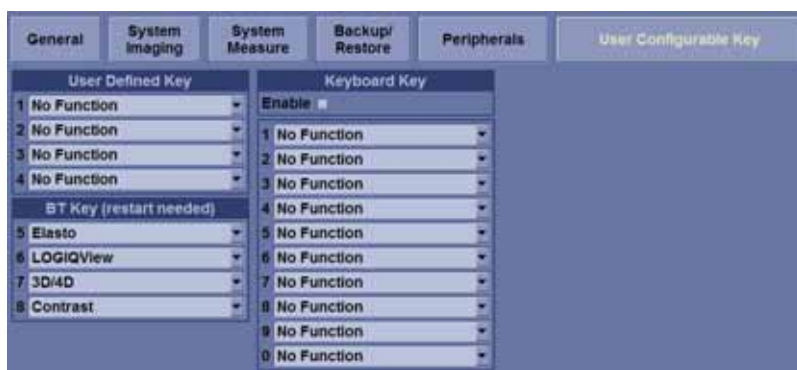 General
System Imaging
System Measure
Backup/ Restore
Peripherals
User Configurable Key
User Defined Key
1 No Function
2 No Function
3 No Function
4 No Function
BT Key (restart needed)
5 Elasto
6 LOGIQView
7 3D/4D
8 Contrast
Keyboard Key
Enable
1 No Function
2 No Function
3 No Function
4 No Function
5 No Function
6 No Function
7 No Function
8 No Function
9 No Function
0 No Function